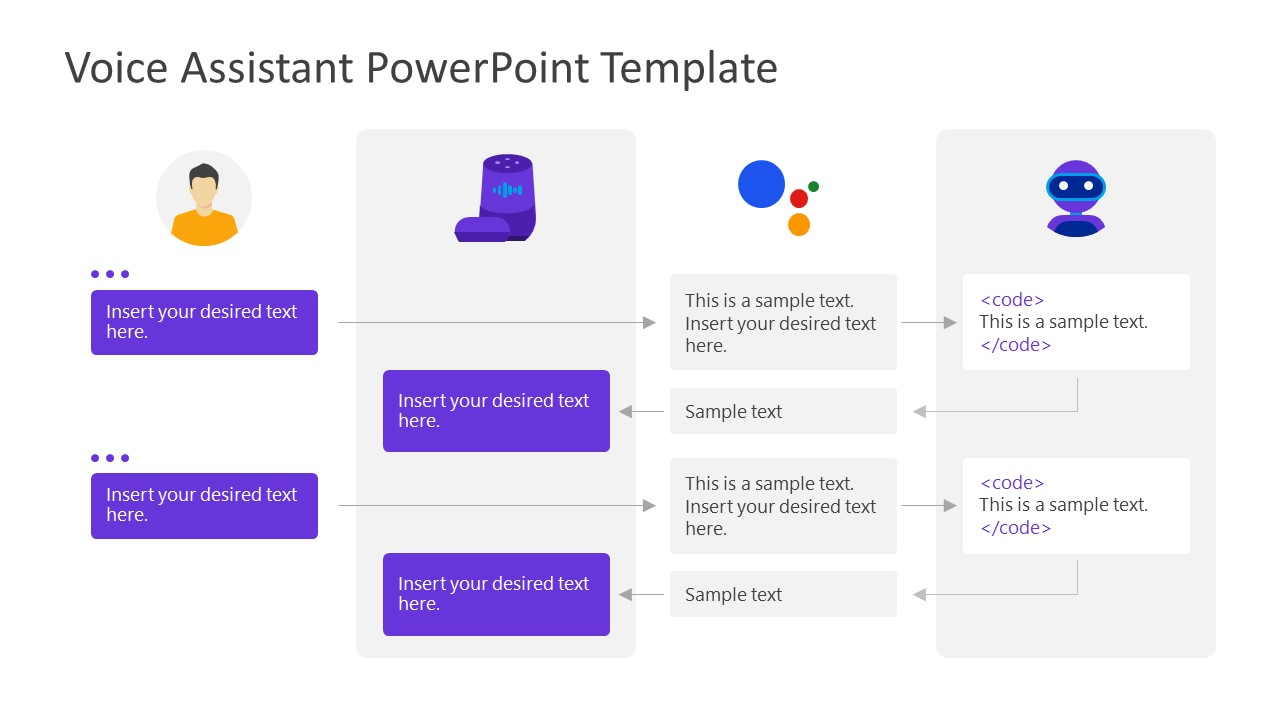 Voice Assistant PowerPoint Template
Insert your desired text
here.
This is a sample text.
Insert your desired text
here.
<code>
This is a sample text.
</code>
Insert your desired text
here.
Sample text
Insert your desired text
here.
This is a sample text.
Insert your desired text
here.
<code>
This is a sample text.
</code>
Insert your desired text
here.
Sample text